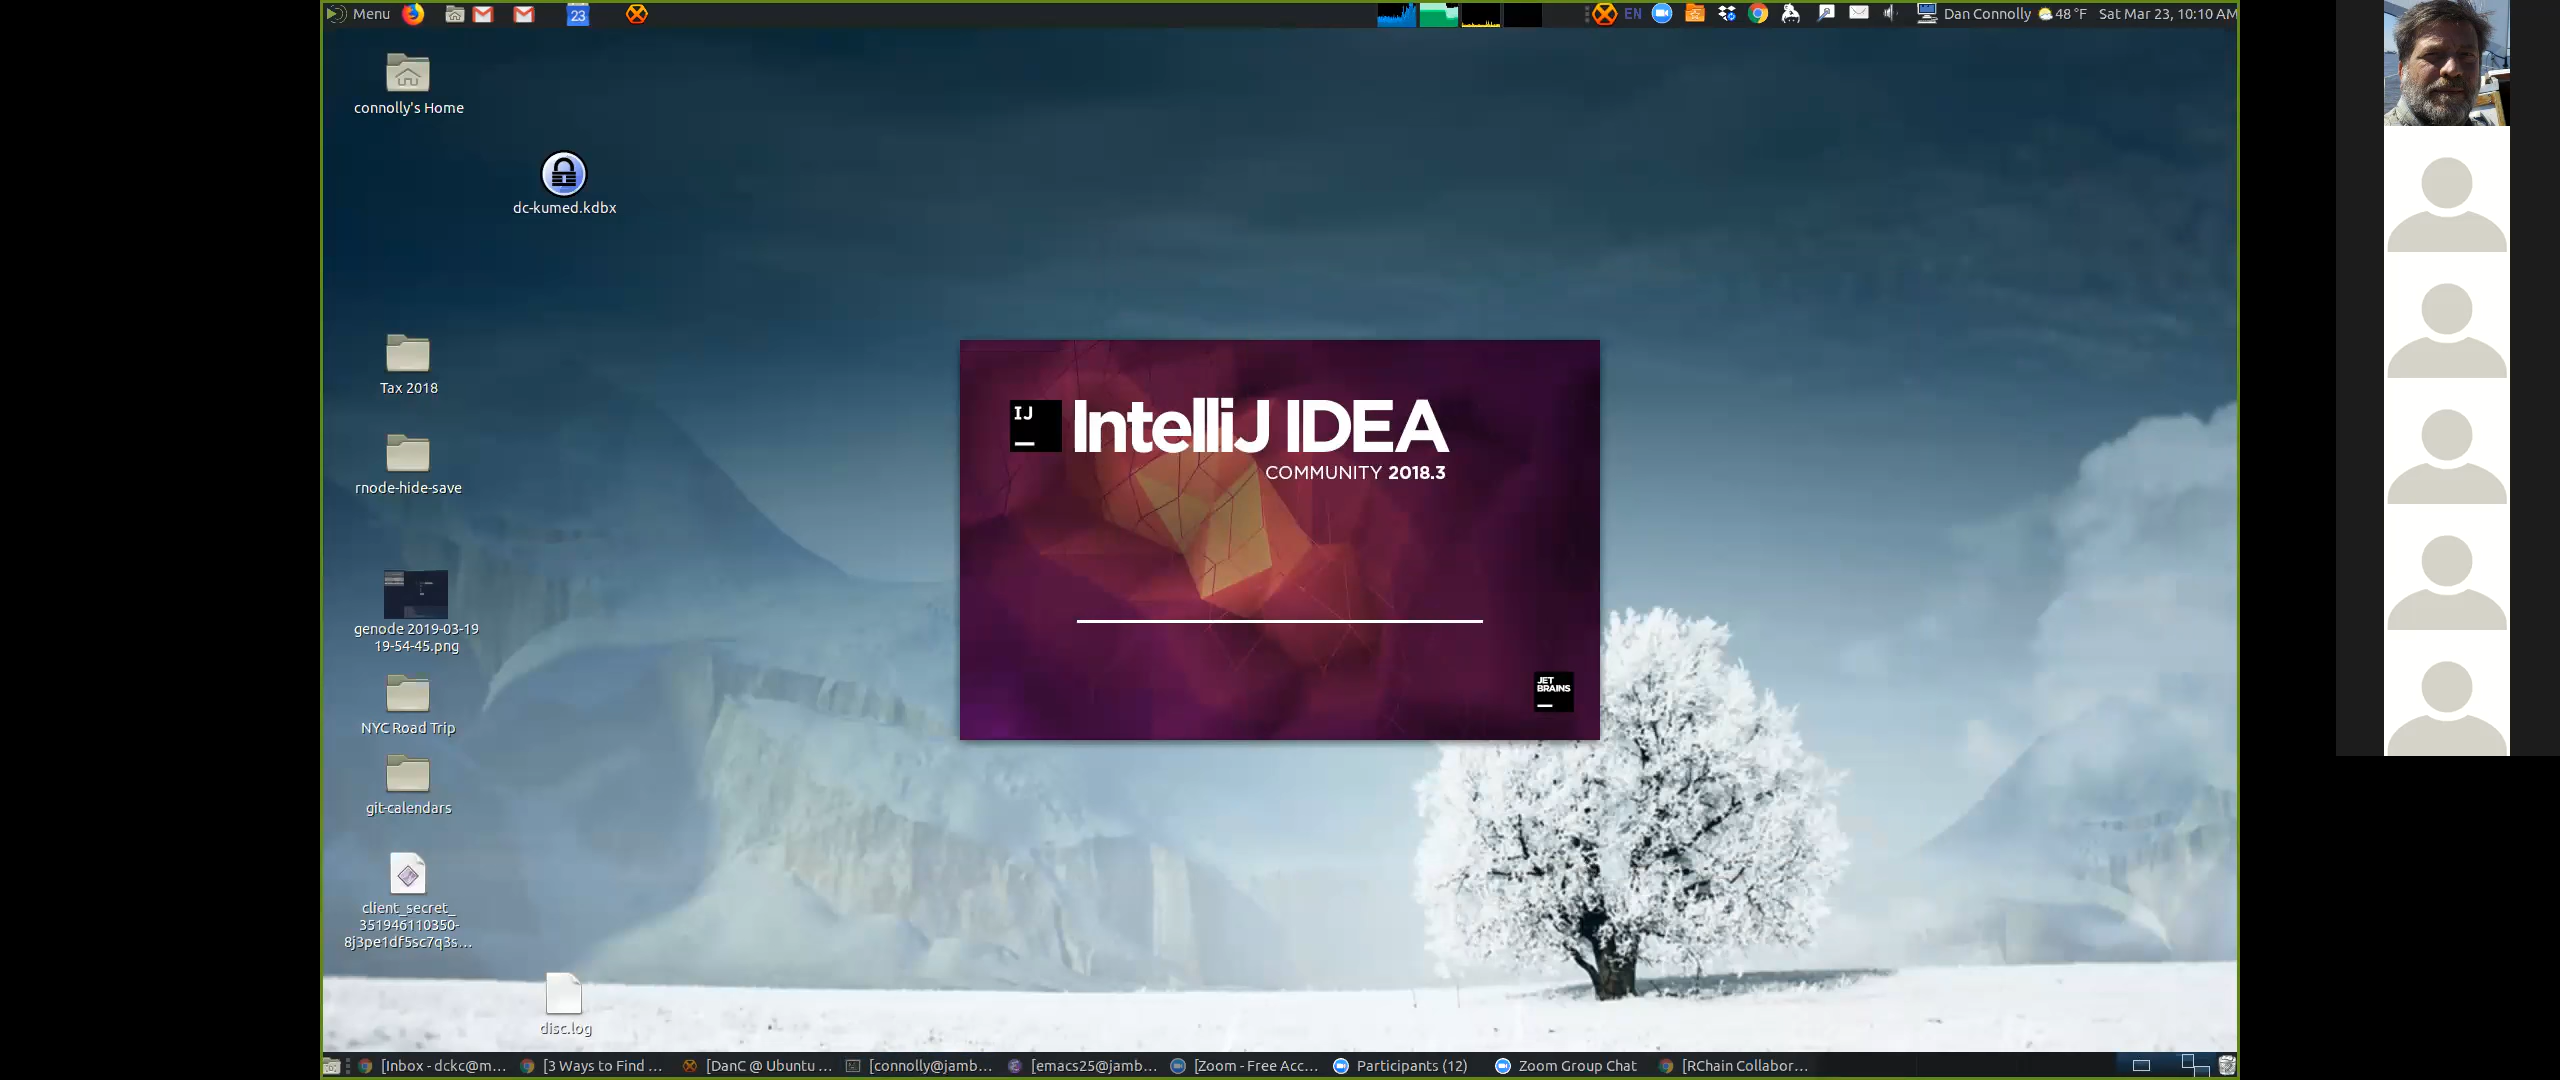 Menu
23
EN
Dan Connolly
48 °F
Sat Mar 23, 10:10 AM
connolly's Home
dc-kumed.kdbx
Tax 2018
rnode-hide-save
genode 2019-03-19
19-54-45.png
NYC Road Trip
git-calendars
client_secret_
351946110350-
8j3pe1df5sc7q3s...
disc.log
IJ
IntelliJ IDEA
COMMUNITY 2018.3
JET
BRAINS
[Inbox - dckc@m...
[3 Ways to Find ...
[DanC @ Ubuntu ...
[connolly@jamb...
[emacs25@jamb...
[Zoom - Free Acc...
Participants (12)
Zoom Group Chat
[RChain Collabor...